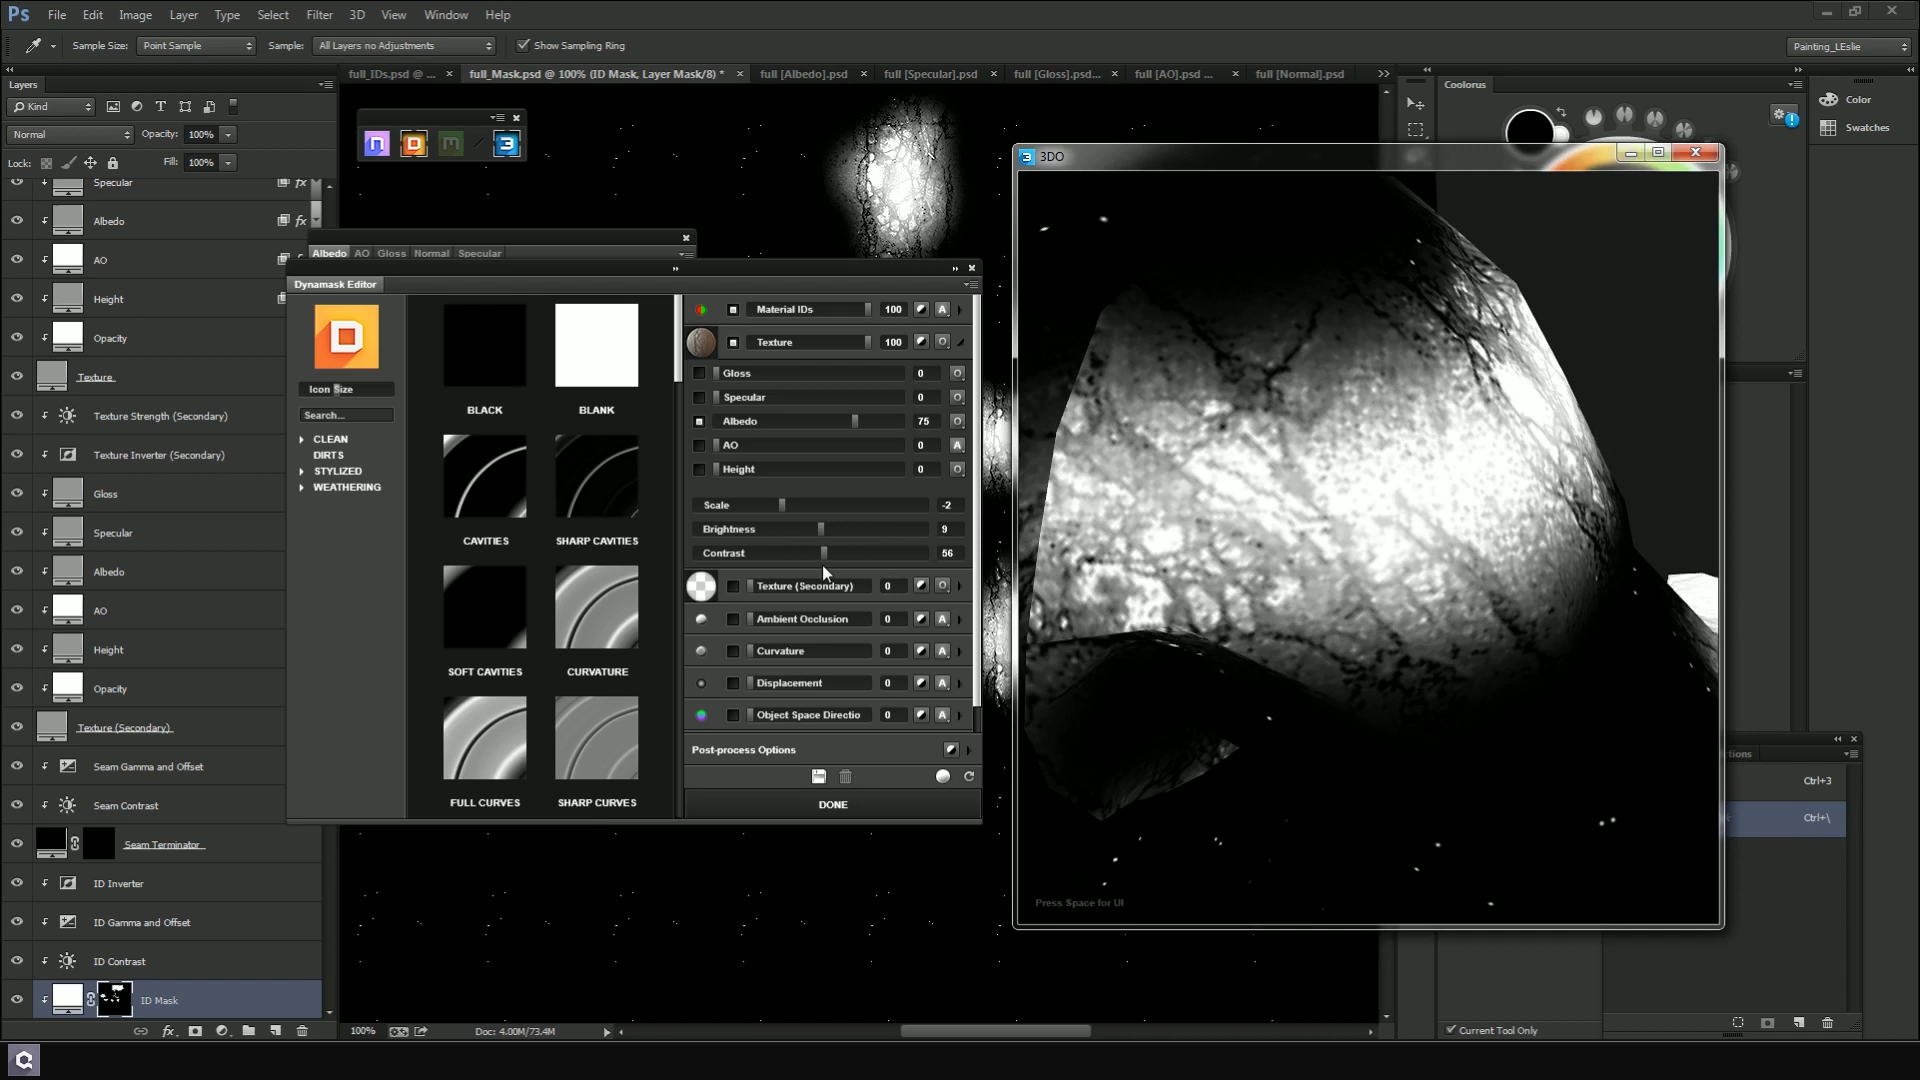 Ps File Edit Image Layer Type Select Filter 3D View Window Help
Sample Size: Point Sample Sample: All Layers no Adjustments Show Sampling Ring Painting_LEslie
Layers
full_IDs.psd @ ... × full_Mask.psd @ 100% (ID Mask, Layer Mask/8) * × full [Albedo].psd × full [Specular].psd × full [Gloss].psd... × full [AO].psd ... × full [Normal].psd
Coolorus
Color
Swatches
Kind
Normal Opacity: 100%
Lock: Fill: 100%
Specular fx
Albedo fx
AO
Height
Opacity
Texture
Texture Strength (Secondary)
Texture Inverter (Secondary)
Gloss
Specular
Albedo
AO
Height
Opacity
Texture (Secondary)
Seam Gamma and Offset
Seam Contrast
Seam Terminator
ID Inverter
ID Gamma and Offset
ID Contrast
ID Mask
fx
Albedo AO Gloss Normal Specular
Dynamask Editor
Icon Size
Search...
CLEAN
DIRTS
STYLIZED
WEATHERING
BLACK
BLANK
CAVITIES
SHARP CAVITIES
SOFT CAVITIES
CURVATURE
FULL CURVES
SHARP CURVES
Material IDs 100 A
Texture 100 O
Gloss 0 O
Specular 0 O
Albedo 75 O
AO 0 A
Height 0 O
Scale -2
Brightness 9
Contrast 56
Texture (Secondary) 0 O
Ambient Occlusion 0 A
Curvature 0 A
Displacement 0 A
Object Space Directio 0 A
Post-process Options
DONE
3DO
Press Space for UI
ctions
Ctrl+3
Ctrl+\
100% Doc: 4.00M/73.4M
Current Tool Only